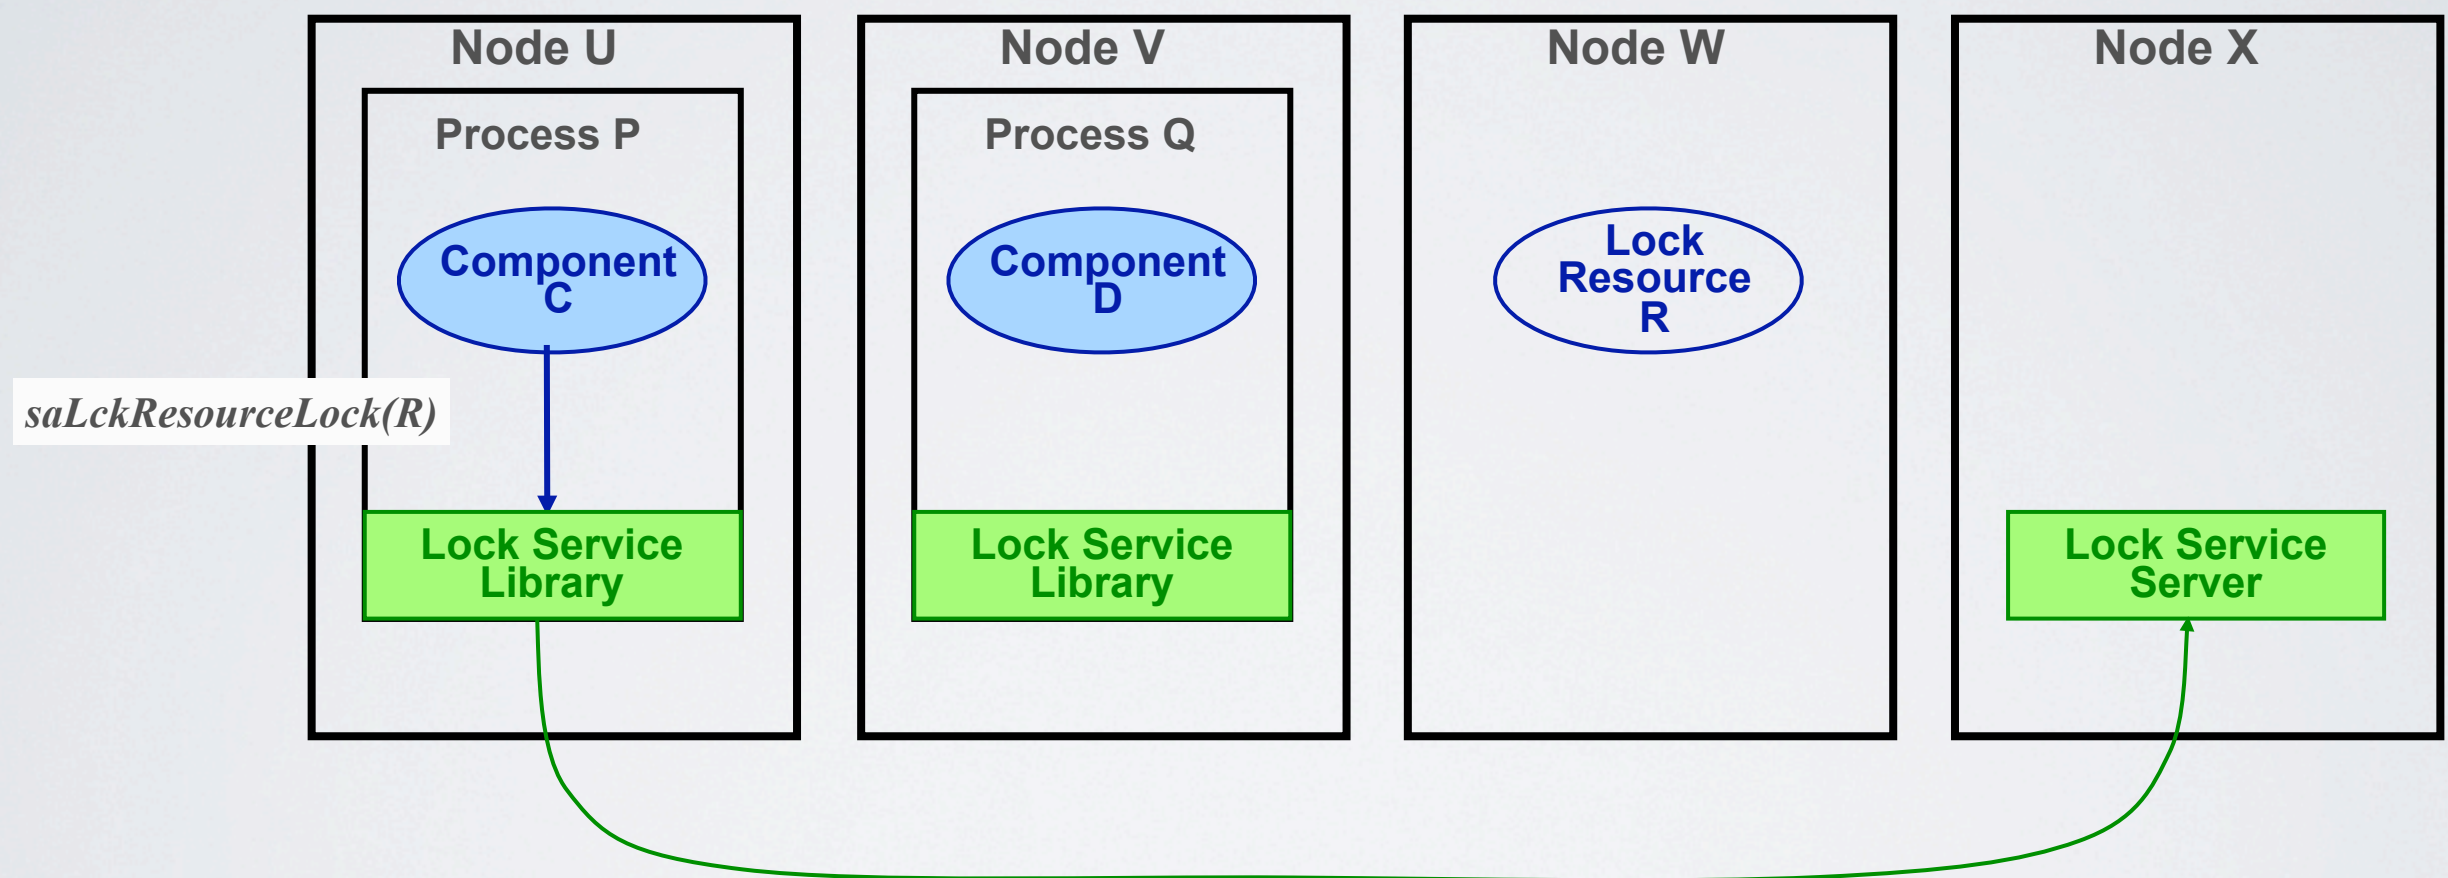 Node U
Node V
Node W
Node X
Process P
Process Q
Component
C
Component
D
Lock
Resource
R
saLckResourceLock(R)
Lock Service
Library
Lock Service
Library
Lock Service
Server